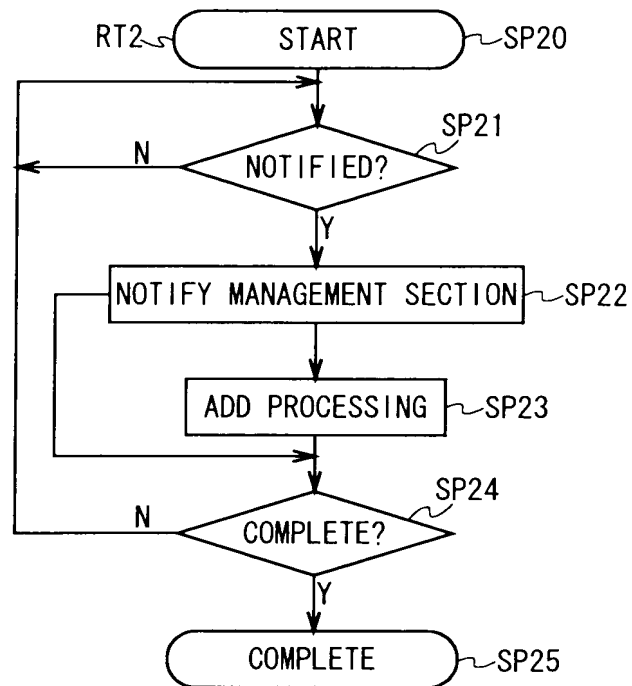 RT2 START SP20
SP21
N NOTIFIED?
Y
NOTIFY MANAGEMENT SECTION SP22
ADD PROCESSING SP23
SP24
N COMPLETE?
Y
COMPLETE SP25